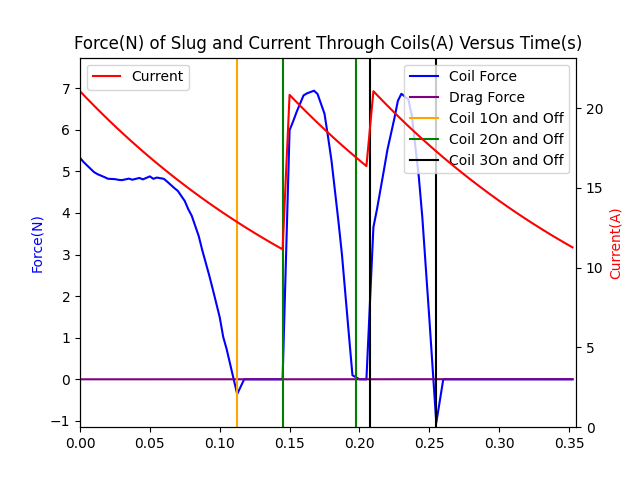 Force(N) of Slug and Current Through Coils(A) Versus Time(s)
Current
Coil Force
Drag Force
Coil 1On and Off
Coil 2On and Off
Coil 3On and Off
Force(N)
7
6
5
4
3
2
1
0
−1
Current(A)
20
15
10
5
0
0.00 0.05 0.10 0.15 0.20 0.25 0.30 0.35